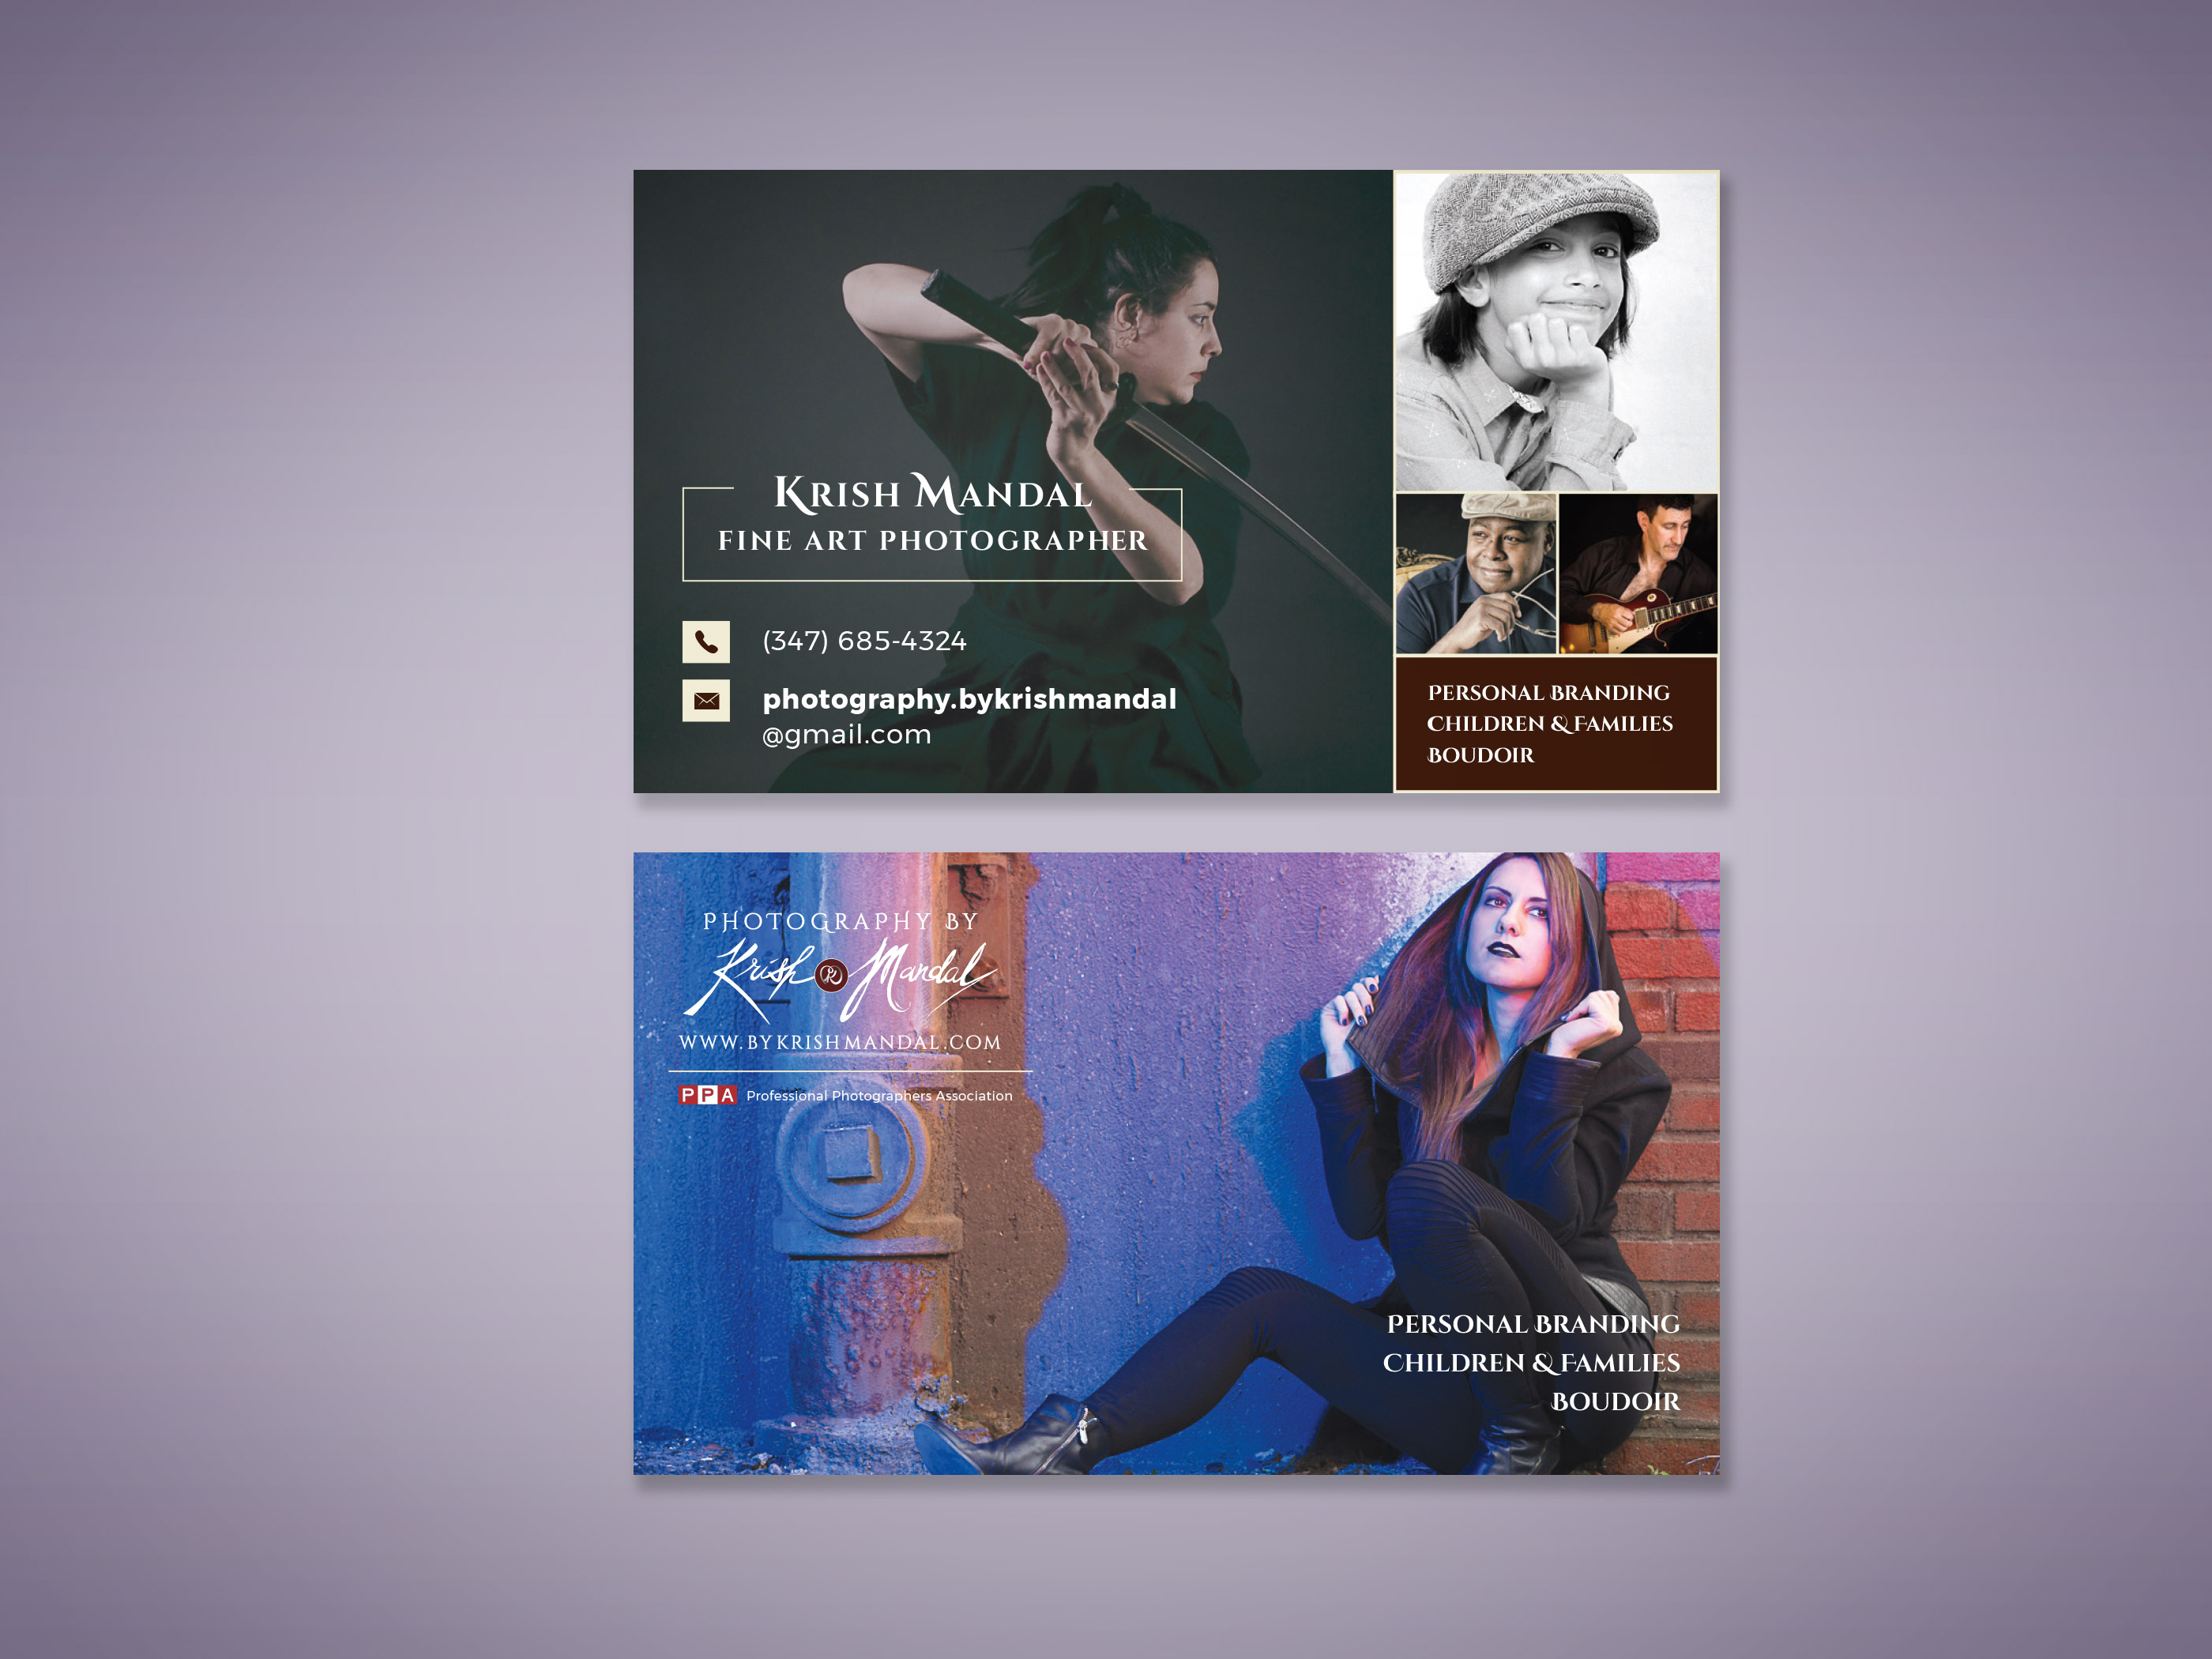 Krish Mandal
Fine Art Photographer
(347) 685-4324
photography.bykrishmandal
@gmail.com
Personal Branding
Children & Families
Boudoir
Photography by
Krish R Mandal
www.bykrishmandal.com
PPA Professional Photographers Association
Personal Branding
Children & Families
Boudoir